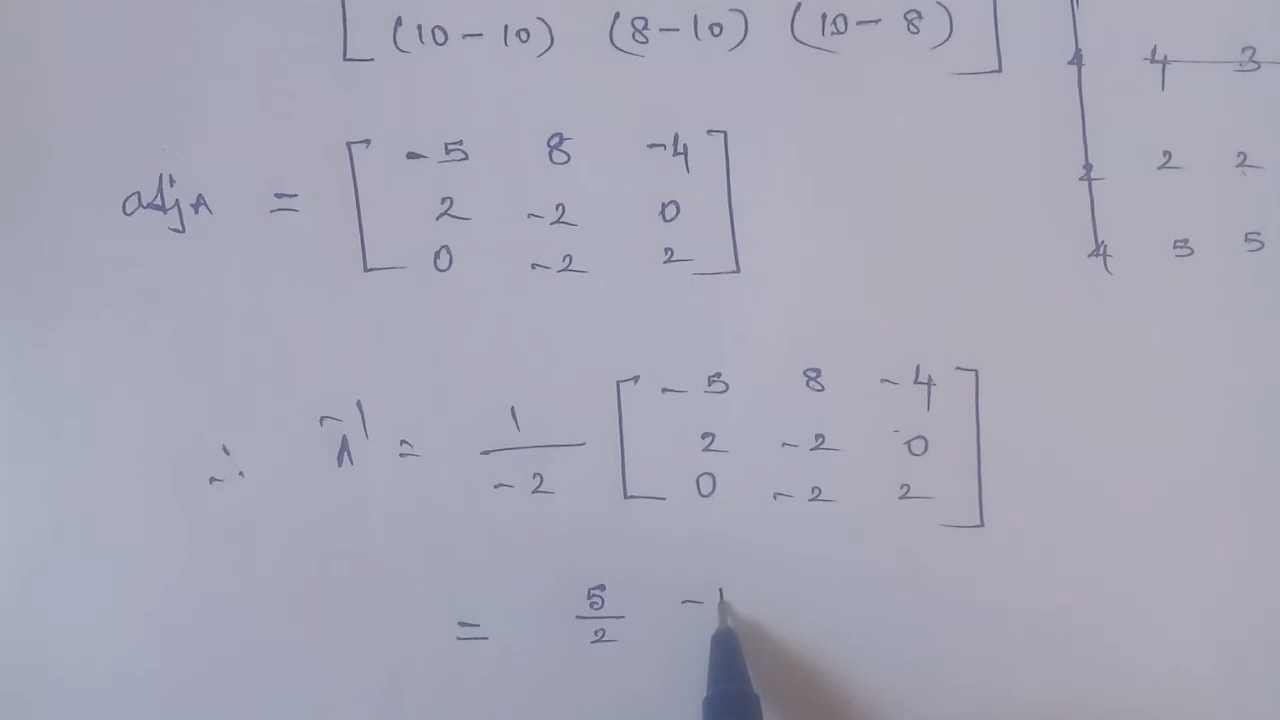 (10 - 10) (8 - 10) (10 - 8)
4 4 3
2 2 2
4 5 5
adj A =
-5 8 -4
2 -2 0
0 -2 2
∴ A⁻¹ = 1/-2
-5 8 -4
2 -2 0
0 -2 2
= 5/2 -